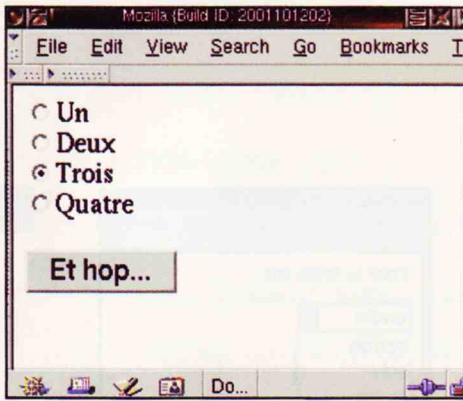 Mozilla {Build ID: 2001101202}
File Edit View Search Go Bookmarks T
Un
Deux
Trois
Quatre
Et hop...
Do...